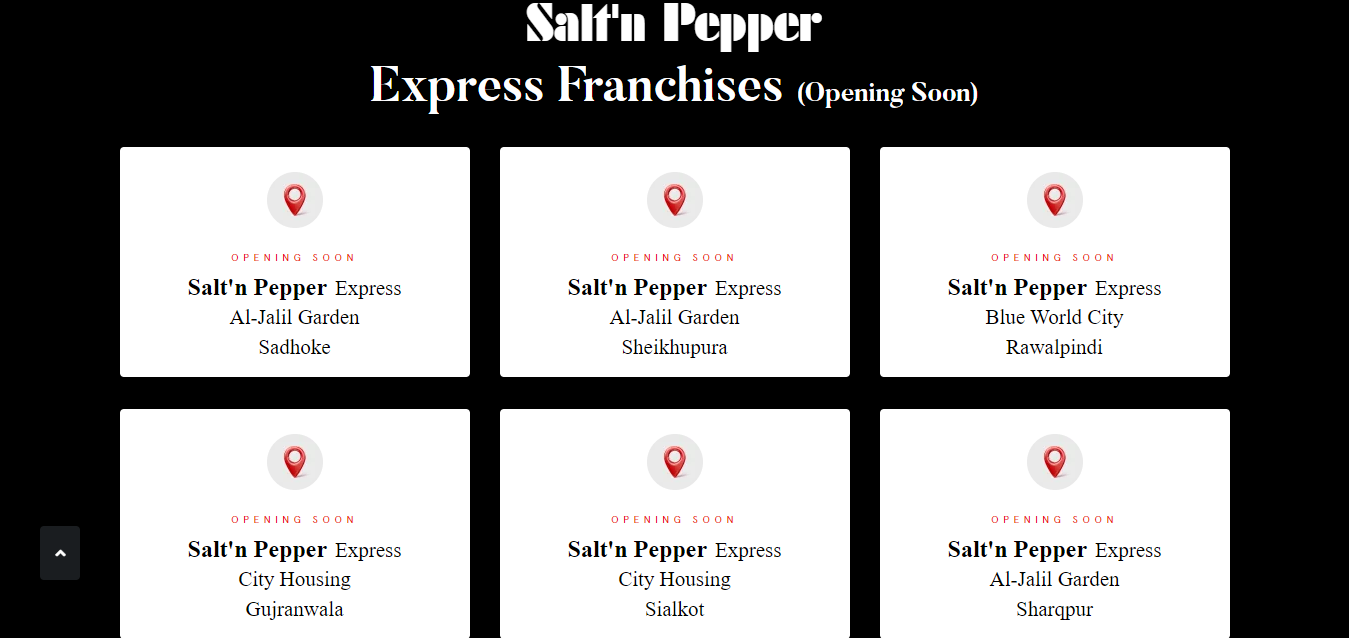 Salt'n Pepper
Express Franchises (Opening Soon)
OPENING SOON
Salt'n Pepper Express
Al-Jalil Garden
Sadhoke
OPENING SOON
Salt'n Pepper Express
Al-Jalil Garden
Sheikhupura
OPENING SOON
Salt'n Pepper Express
Blue World City
Rawalpindi
OPENING SOON
Salt'n Pepper Express
City Housing
Gujranwala
OPENING SOON
Salt'n Pepper Express
City Housing
Sialkot
OPENING SOON
Salt'n Pepper Express
Al-Jalil Garden
Sharqpur